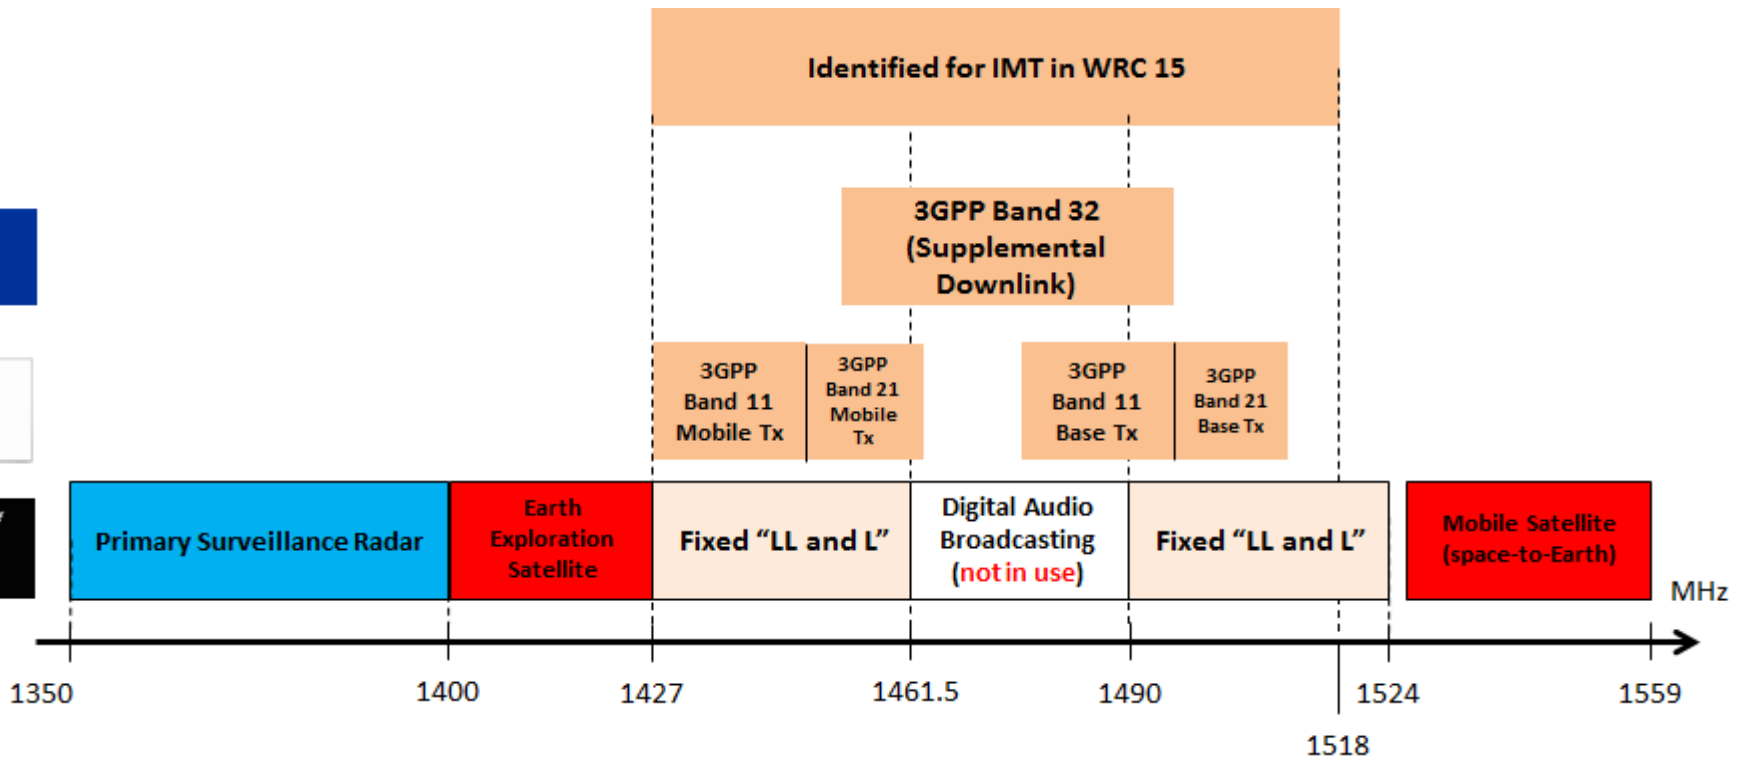 Identified for IMT in WRC 15
3GPP Band 32
(Supplemental
Downlink)
3GPP
Band 11
Mobile Tx
3GPP
Band 21
Mobile
Tx
3GPP
Band 11
Base Tx
3GPP
Band 21
Base Tx
Primary Surveillance Radar
Earth
Exploration
Satellite
Fixed “LL and L”
Digital Audio
Broadcasting
(not in use)
Fixed “LL and L”
Mobile Satellite
(space-to-Earth)
MHz
1350
1400
1427
1461.5
1490
1524
1559
1518